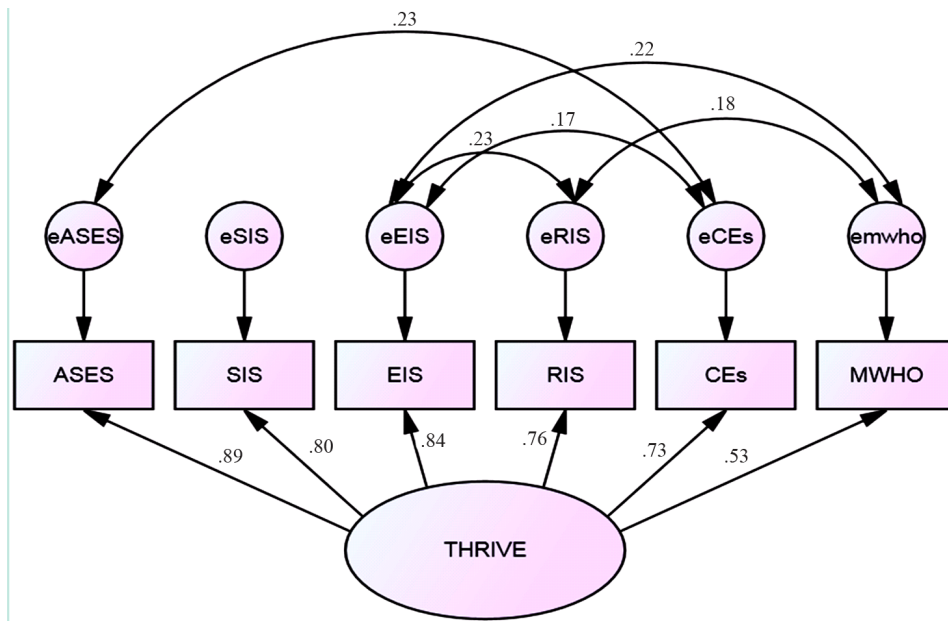 .23
.22
.18
.17
.23
eASES
eSIS
eEIS
eRIS
eCEs
emwho
ASES
SIS
EIS
RIS
CEs
MWHO
.89
.80
.84
.76
.73
.53
THRIVE